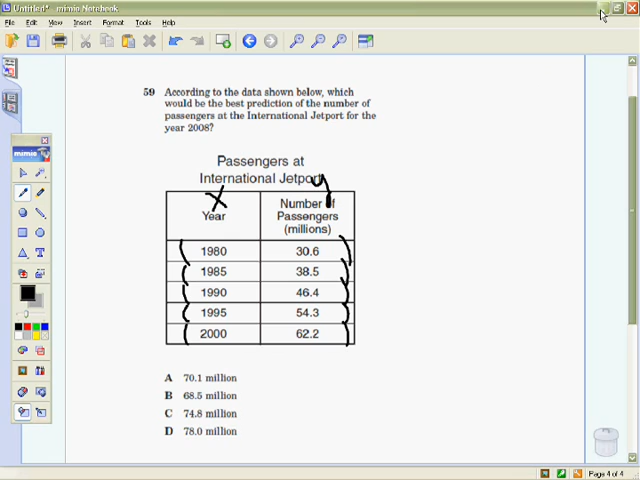 Untitled* - mimio Notebook
File Edit View Insert Format Tools Help
59 According to the data shown below, which
would be the best prediction of the number of
passengers at the International Jetport for the
year 2008?
mimio
Passengers at
International Jetport
x y
Year Number of
Passengers
(millions)
(1980 30.6)
(1985 38.5)
(1990 46.4)
(1995 54.3)
(2000 62.2)
A 70.1 million
B 68.5 million
C 74.8 million
D 78.0 million
Page 4 of 4